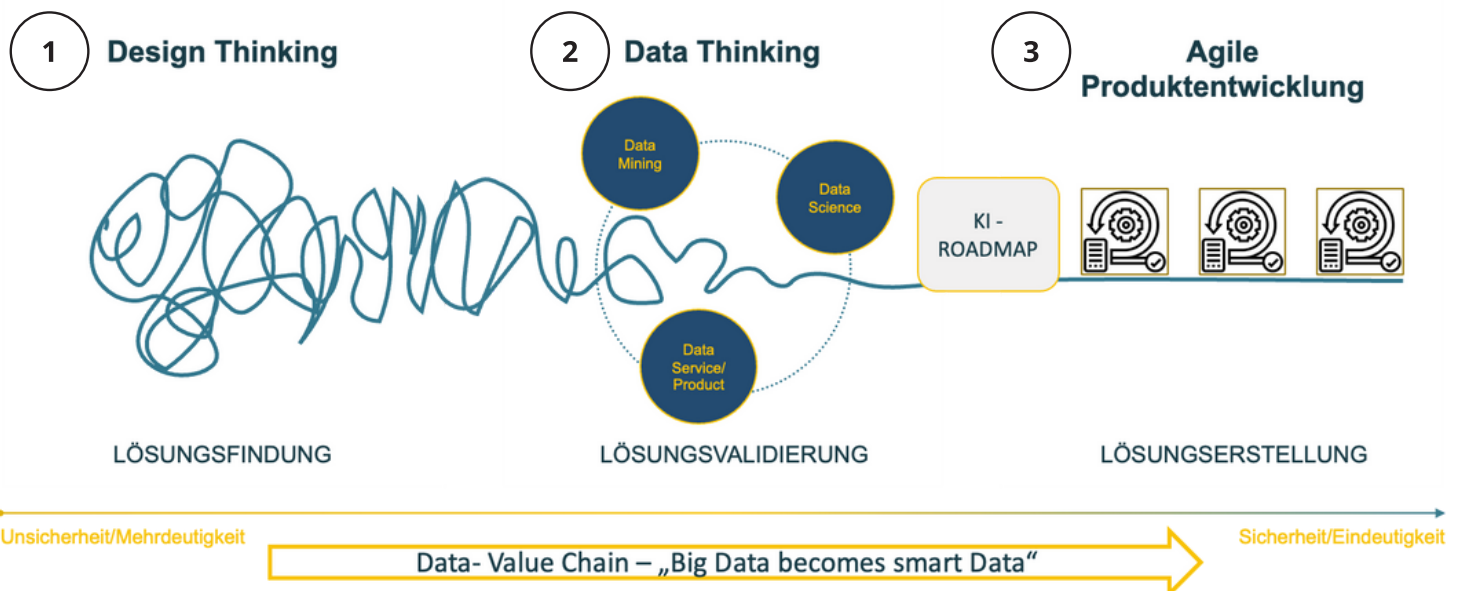 1
Design Thinking
2
Data Thinking
3
Agile
Produktentwicklung
Data
Mining
Data
Science
Data
Service/
Product
KI -
ROADMAP
LÖSUNGSFINDUNG
LÖSUNGSVALIDIERUNG
LÖSUNGSERSTELLUNG
Unsicherheit/Mehrdeutigkeit
Sicherheit/Eindeutigkeit
Data- Value Chain – „Big Data becomes smart Data“